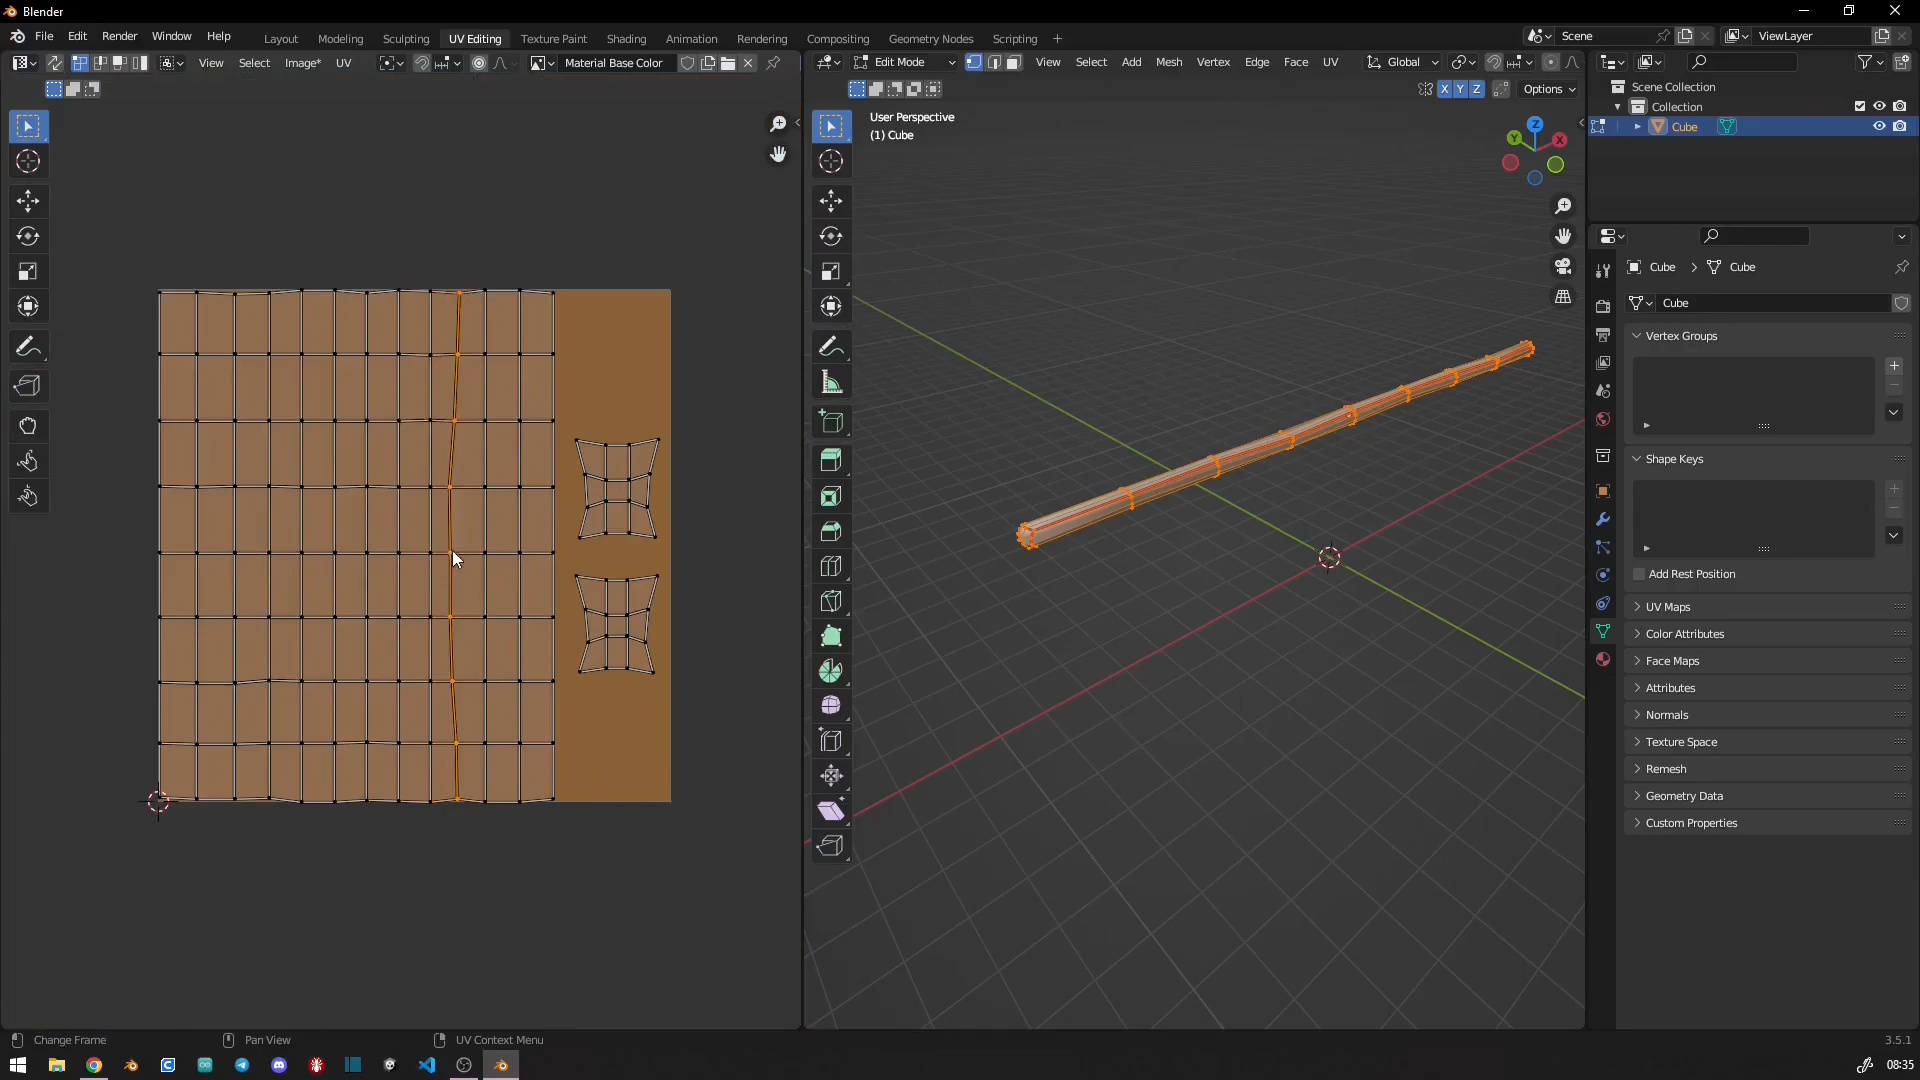 Blender
File Edit Render Window Help
Layout Modeling Sculpting UV Editing Texture Paint Shading Animation Rendering Compositing Geometry Nodes Scripting +
Scene
ViewLayer
View Select Image* UV
Material Base Color
Edit Mode
View Select Add Mesh Vertex Edge Face UV
Global
X Y Z
Options
User Perspective
(1) Cube
Z
Y
X
Scene Collection
Collection
Cube
Cube > Cube
Cube
Vertex Groups
Shape Keys
Add Rest Position
UV Maps
Color Attributes
Face Maps
Attributes
Normals
Texture Space
Remesh
Geometry Data
Custom Properties
Change Frame
Pan View
UV Context Menu
3.5.1
08:35